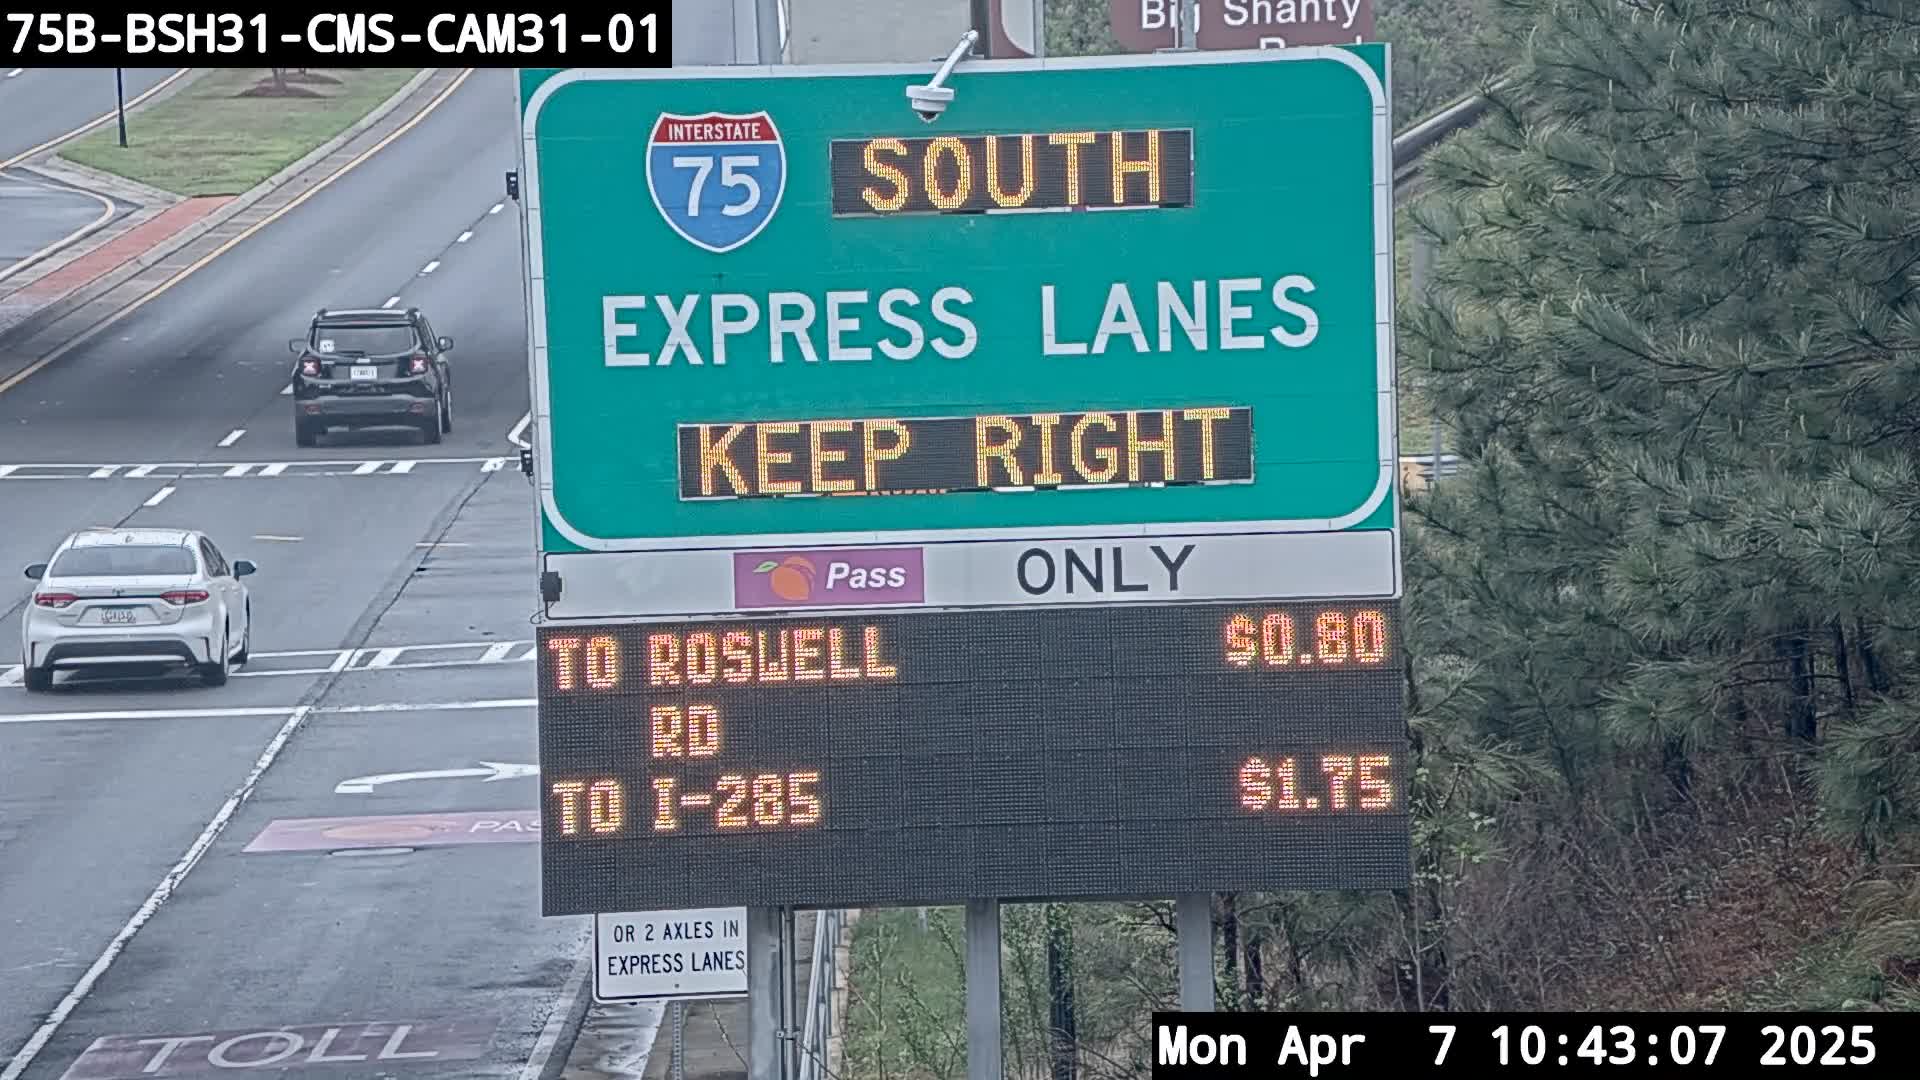 75B-BSH31-CMS-CAM31-01
Big Shanty
INTERSTATE
75
SOUTH
EXPRESS LANES
KEEP RIGHT
Pass
ONLY
TO ROSWELL $0.80
RD
TO I-285 $1.75
OR 2 AXLES IN
EXPRESS LANES
TOLL
Mon Apr 7 10:43:07 2025